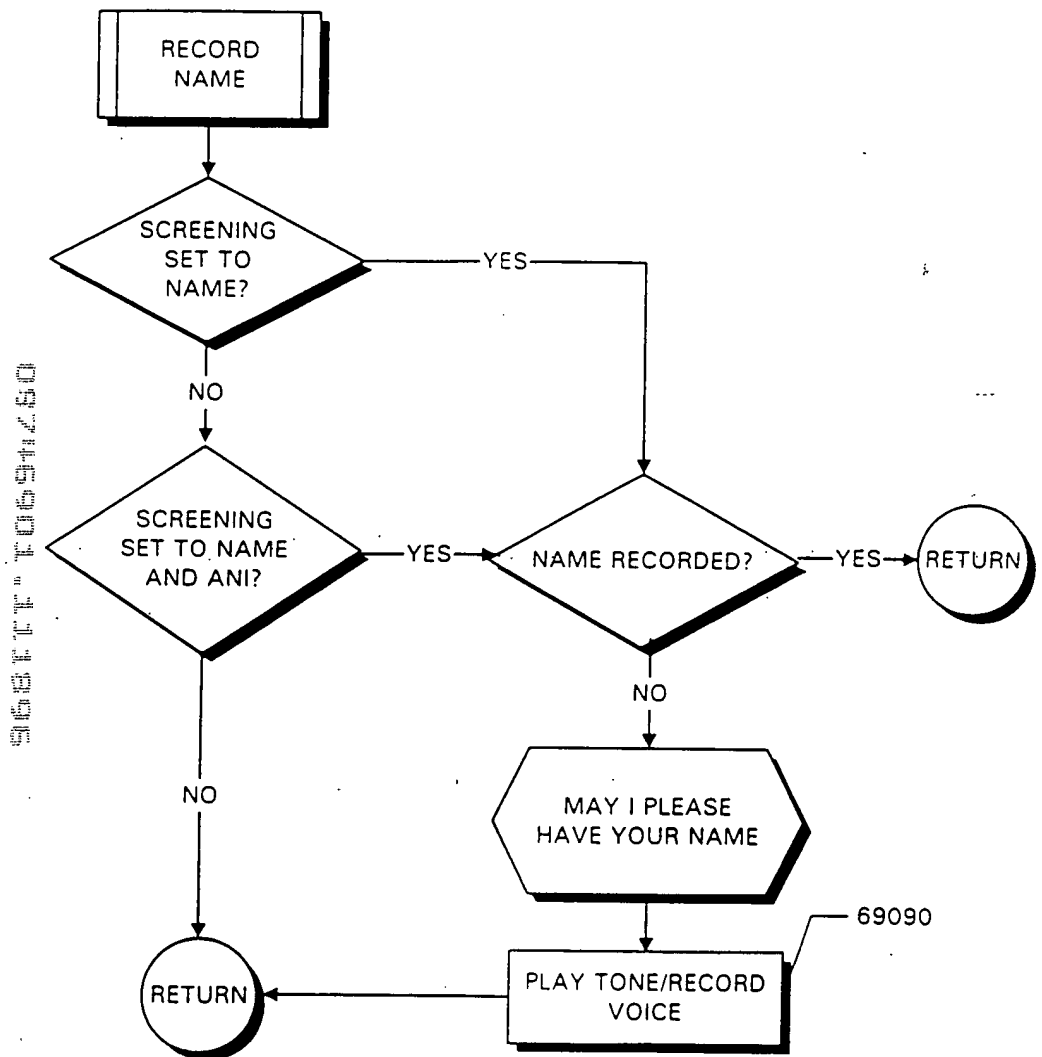 RECORD
NAME
SCREENING
SET TO
NAME?
YES
NO
SCREENING
SET TO NAME
AND ANI?
YES
NAME RECORDED?
YES
RETURN
NO
NO
MAY I PLEASE
HAVE YOUR NAME
69090
PLAY TONE/RECORD
VOICE
RETURN